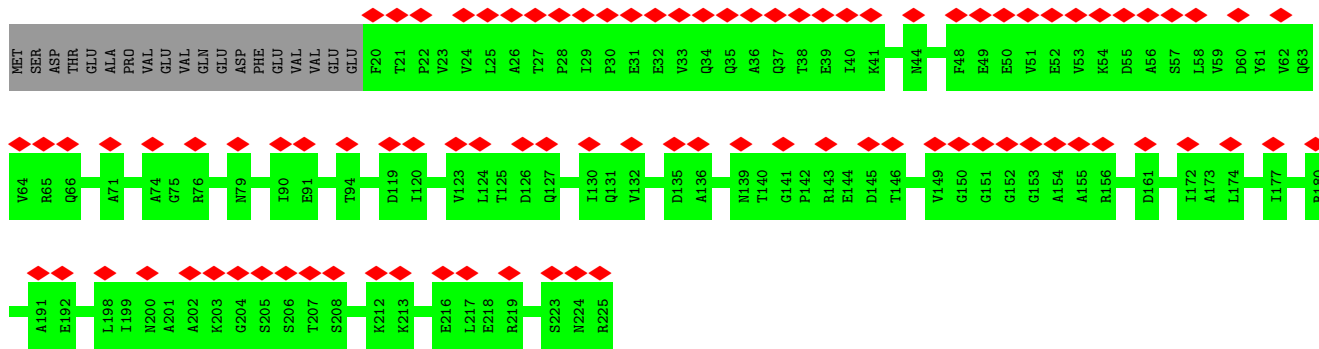 MET SER ASP THR GLU ALA PRO VAL GLU VAL GLN GLU ASP PHE GLU VAL VAL GLU GLU F20 T21 P22 V23 V24 L25 A26 T27 P28 I29 P30 E31 E32 V33 Q34 Q35 A36 Q37 T38 E39 I40 K41 N44 F48 E49 E50 V51 E52 V53 K54 D55 A56 S57 L58 V59 D60 Y61 V62 Q63
V64 R65 Q66 A71 A74 G75 R76 N79 I90 E91 T94 D119 I120 V123 L124 T125 D126 Q127 I130 Q131 V132 D135 A136 N139 T140 G141 P142 R143 E144 D145 T146 V149 G150 G151 G152 G153 A154 A155 R156 D161 I172 A173 L174 I177
A191 E192 L198 I199 N200 A201 A202 K203 G204 S205 S206 T207 S208 K212 K213 E216 L217 E218 R219 S223 N224 R225